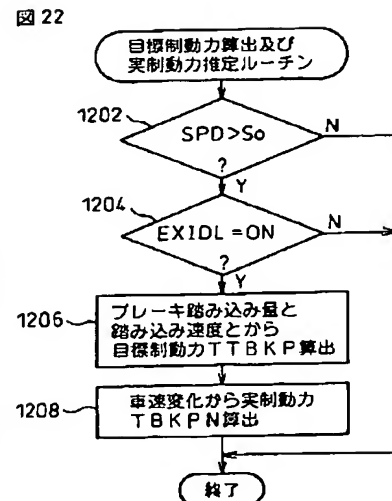 図 22
目標制動力算出及び
実制動力推定ルーチン
1202
SPD>So
N
?
Y
1204
EXIDL=ON
N
?
Y
1206
ブレーキ踏み込み量と
踏み込み速度とから
目標制動力TTBKP算出
1208
車速変化から実制動力
TBKPN算出
終了